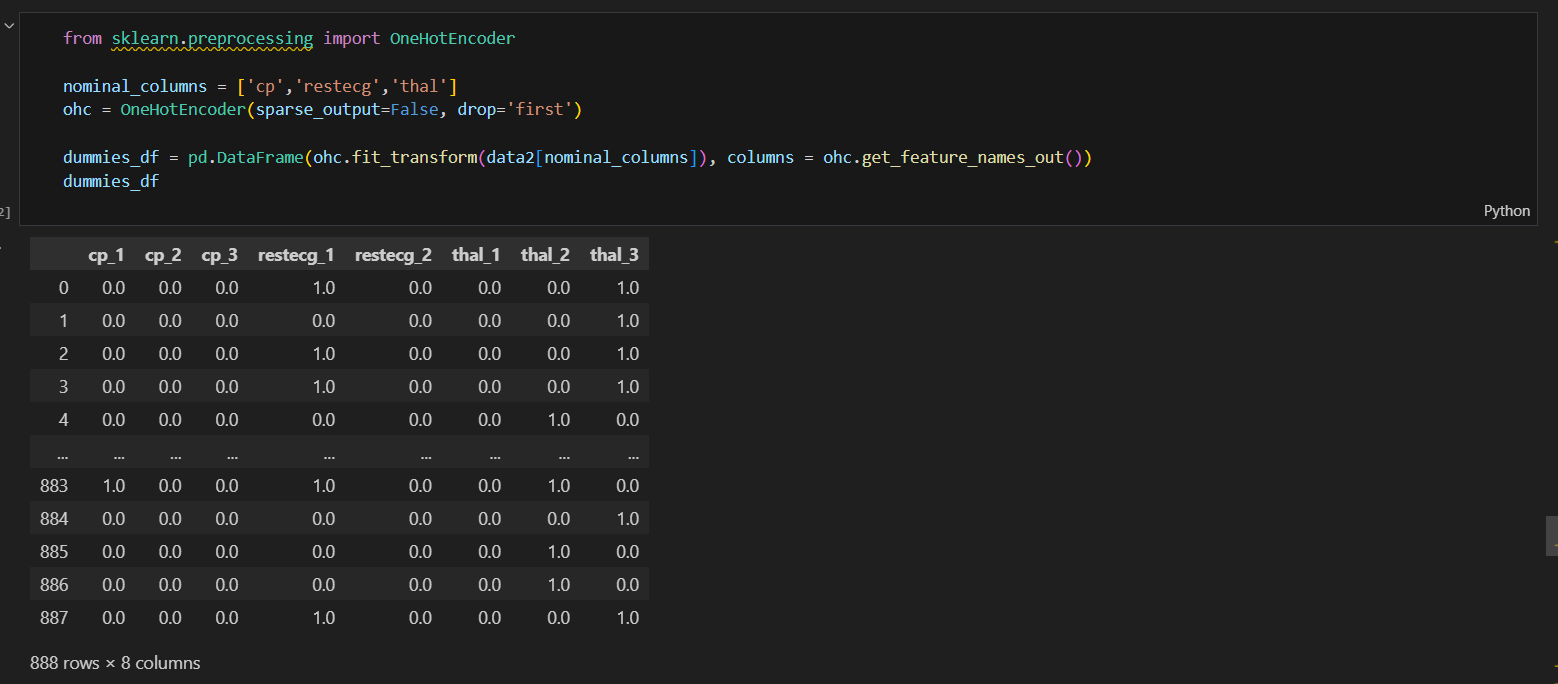 from sklearn.preprocessing import OneHotEncoder
nominal_columns = ['cp','restecg','thal']
ohc = OneHotEncoder(sparse_output=False, drop='first')
dummies_df = pd.DataFrame(ohc.fit_transform(data2[nominal_columns]), columns = ohc.get_feature_names_out())
dummies_df
2]
Python
cp_1 cp_2 cp_3 restecg_1 restecg_2 thal_1 thal_2 thal_3
0 0.0 0.0 0.0 1.0 0.0 0.0 0.0 1.0
1 0.0 0.0 0.0 0.0 0.0 0.0 0.0 1.0
2 0.0 0.0 0.0 1.0 0.0 0.0 0.0 1.0
3 0.0 0.0 0.0 1.0 0.0 0.0 0.0 1.0
4 0.0 0.0 0.0 0.0 0.0 0.0 1.0 0.0
... ... ... ... ... ... ... ... ...
883 1.0 0.0 0.0 1.0 0.0 0.0 1.0 0.0
884 0.0 0.0 0.0 0.0 0.0 0.0 0.0 1.0
885 0.0 0.0 0.0 0.0 0.0 0.0 1.0 0.0
886 0.0 0.0 0.0 0.0 0.0 0.0 1.0 0.0
887 0.0 0.0 0.0 1.0 0.0 0.0 0.0 1.0
888 rows × 8 columns